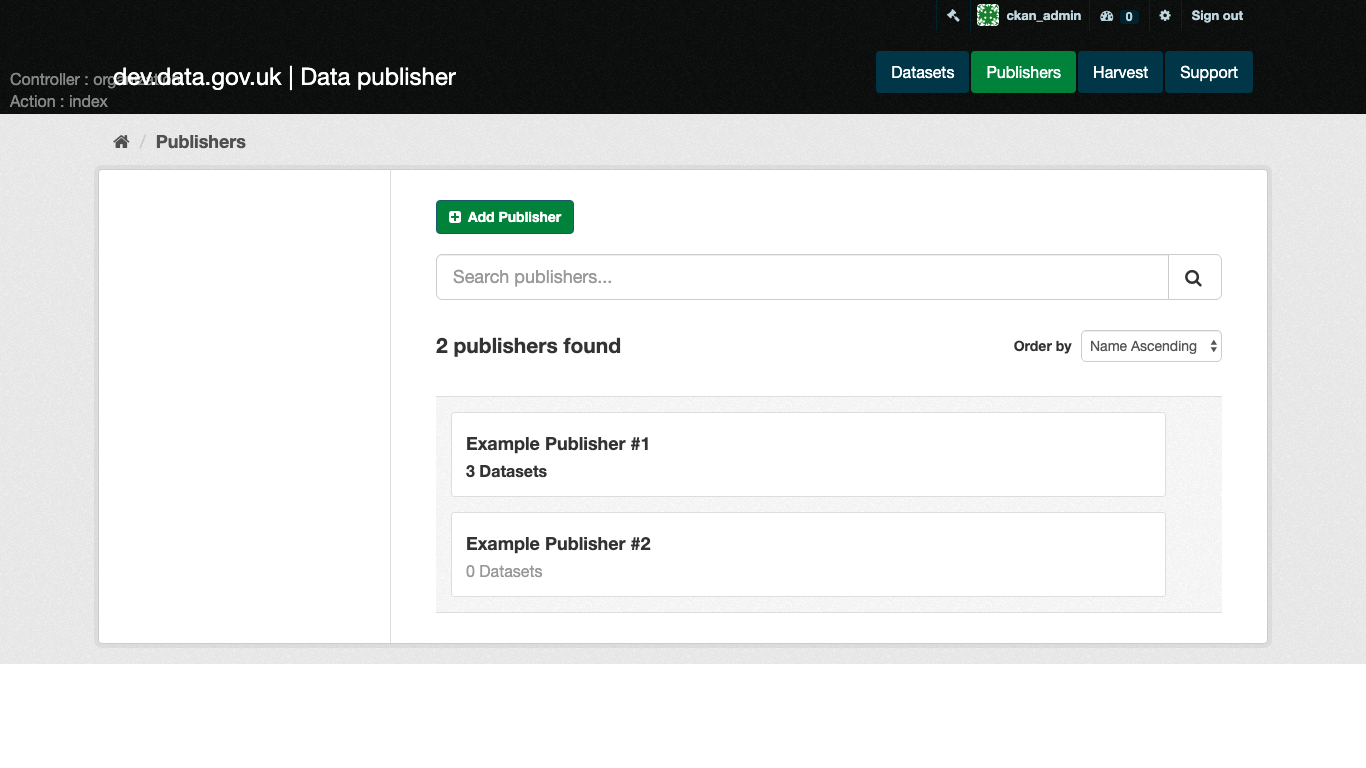 ckan_admin 0 Sign out
Controller :
dev.data.gov.uk | Data publisher
Datasets Publishers Harvest Support
Action : index
/ Publishers
Add Publisher
Search publishers...
2 publishers found
Order by Name Ascending
Example Publisher #1
3 Datasets
Example Publisher #2
0 Datasets